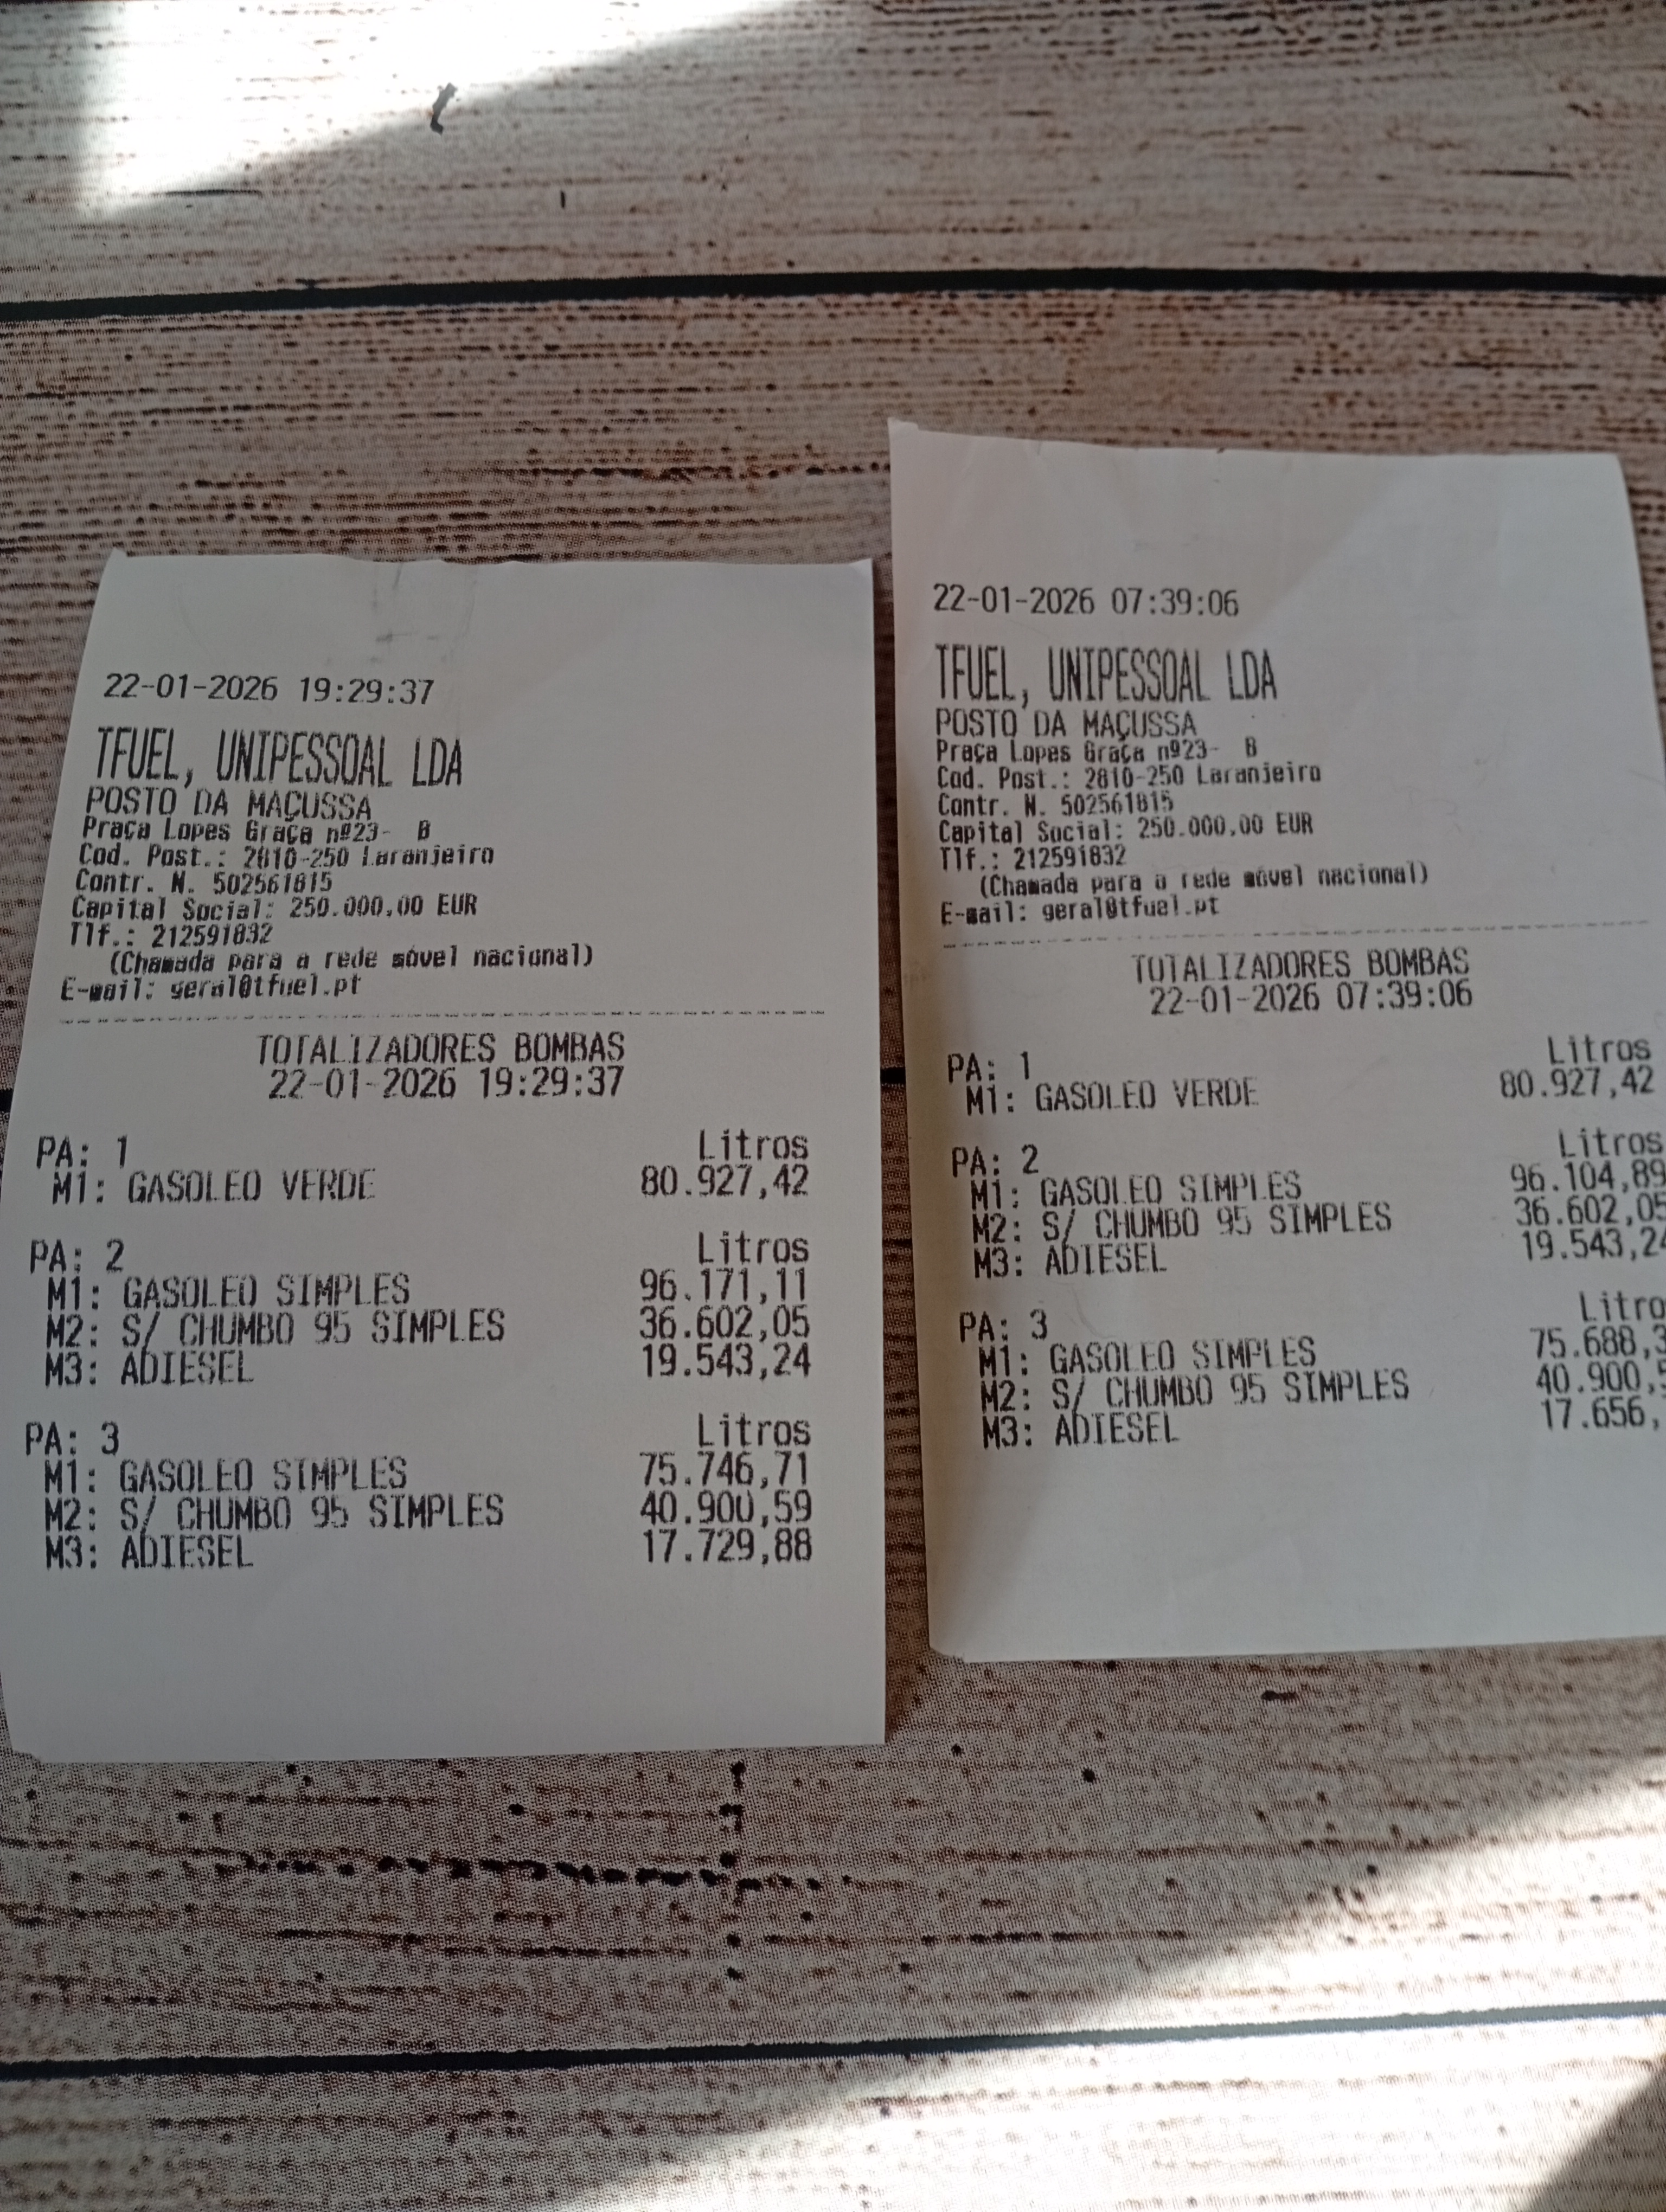 22-01-2026 19:29:37
TFUEL, UNIPESSOAL LDA
POSTO DA MAÇUSSA
Praça Lopes Graça nº23- B
Cod. Post.: 2810-250 Laranjeiro
Contr. N. 502561815
Capital Social: 250.000,00 EUR
Tlf.: 212591832
(Chamada para a rede móvel nacional)
E-mail: geral@tfuel.pt
TOTALIZADORES BOMBAS
22-01-2026 19:29:37
PA: 1 Litros
M1: GASOLEO VERDE 80.927,42
PA: 2 Litros
M1: GASOLEO SIMPLES 96.171,11
M2: S/ CHUMBO 95 SIMPLES 36.602,05
M3: ADIESEL 19.543,24
PA: 3 Litros
M1: GASOLEO SIMPLES 75.746,71
M2: S/ CHUMBO 95 SIMPLES 40.900,59
M3: ADIESEL 17.729,88
22-01-2026 07:39:06
TFUEL, UNIPESSOAL LDA
POSTO DA MAÇUSSA
Praça Lopes Graça nº23- B
Cod. Post.: 2810-250 Laranjeiro
Contr. N. 502561815
Capital Social: 250.000,00 EUR
Tlf.: 212591832
(Chamada para a rede móvel nacional)
E-mail: geral@tfuel.pt
TOTALIZADORES BOMBAS
22-01-2026 07:39:06
PA: 1 Litros
M1: GASOLEO VERDE 80.927,42
PA: 2 Litros
M1: GASOLEO SIMPLES 96.104,89
M2: S/ CHUMBO 95 SIMPLES 36.602,05
M3: ADIESEL 19.543,24
PA: 3 Litro
M1: GASOLEO SIMPLES 75.688,3
M2: S/ CHUMBO 95 SIMPLES 40.900,5
M3: ADIESEL 17.656,